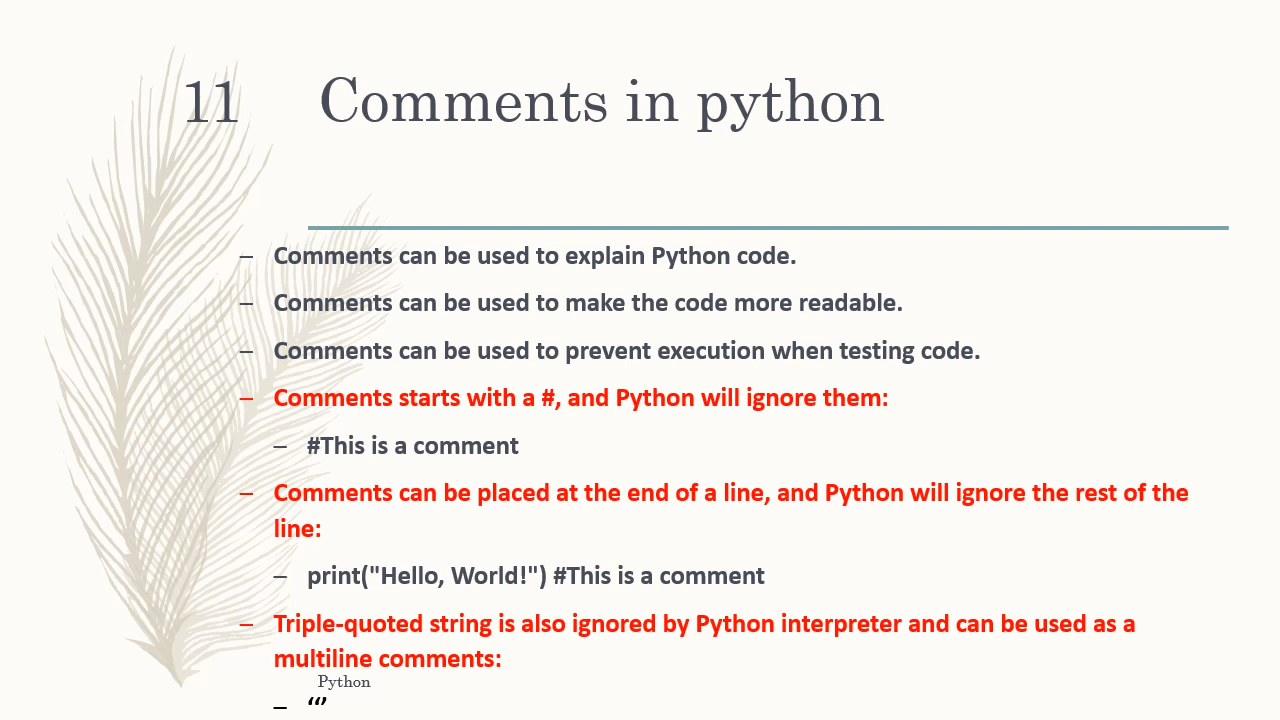 11 Comments in python
– Comments can be used to explain Python code.
– Comments can be used to make the code more readable.
– Comments can be used to prevent execution when testing code.
– Comments starts with a #, and Python will ignore them:
– #This is a comment
– Comments can be placed at the end of a line, and Python will ignore the rest of the
line:
– print("Hello, World!") #This is a comment
– Triple-quoted string is also ignored by Python interpreter and can be used as a
multiline comments:
Python
– “’